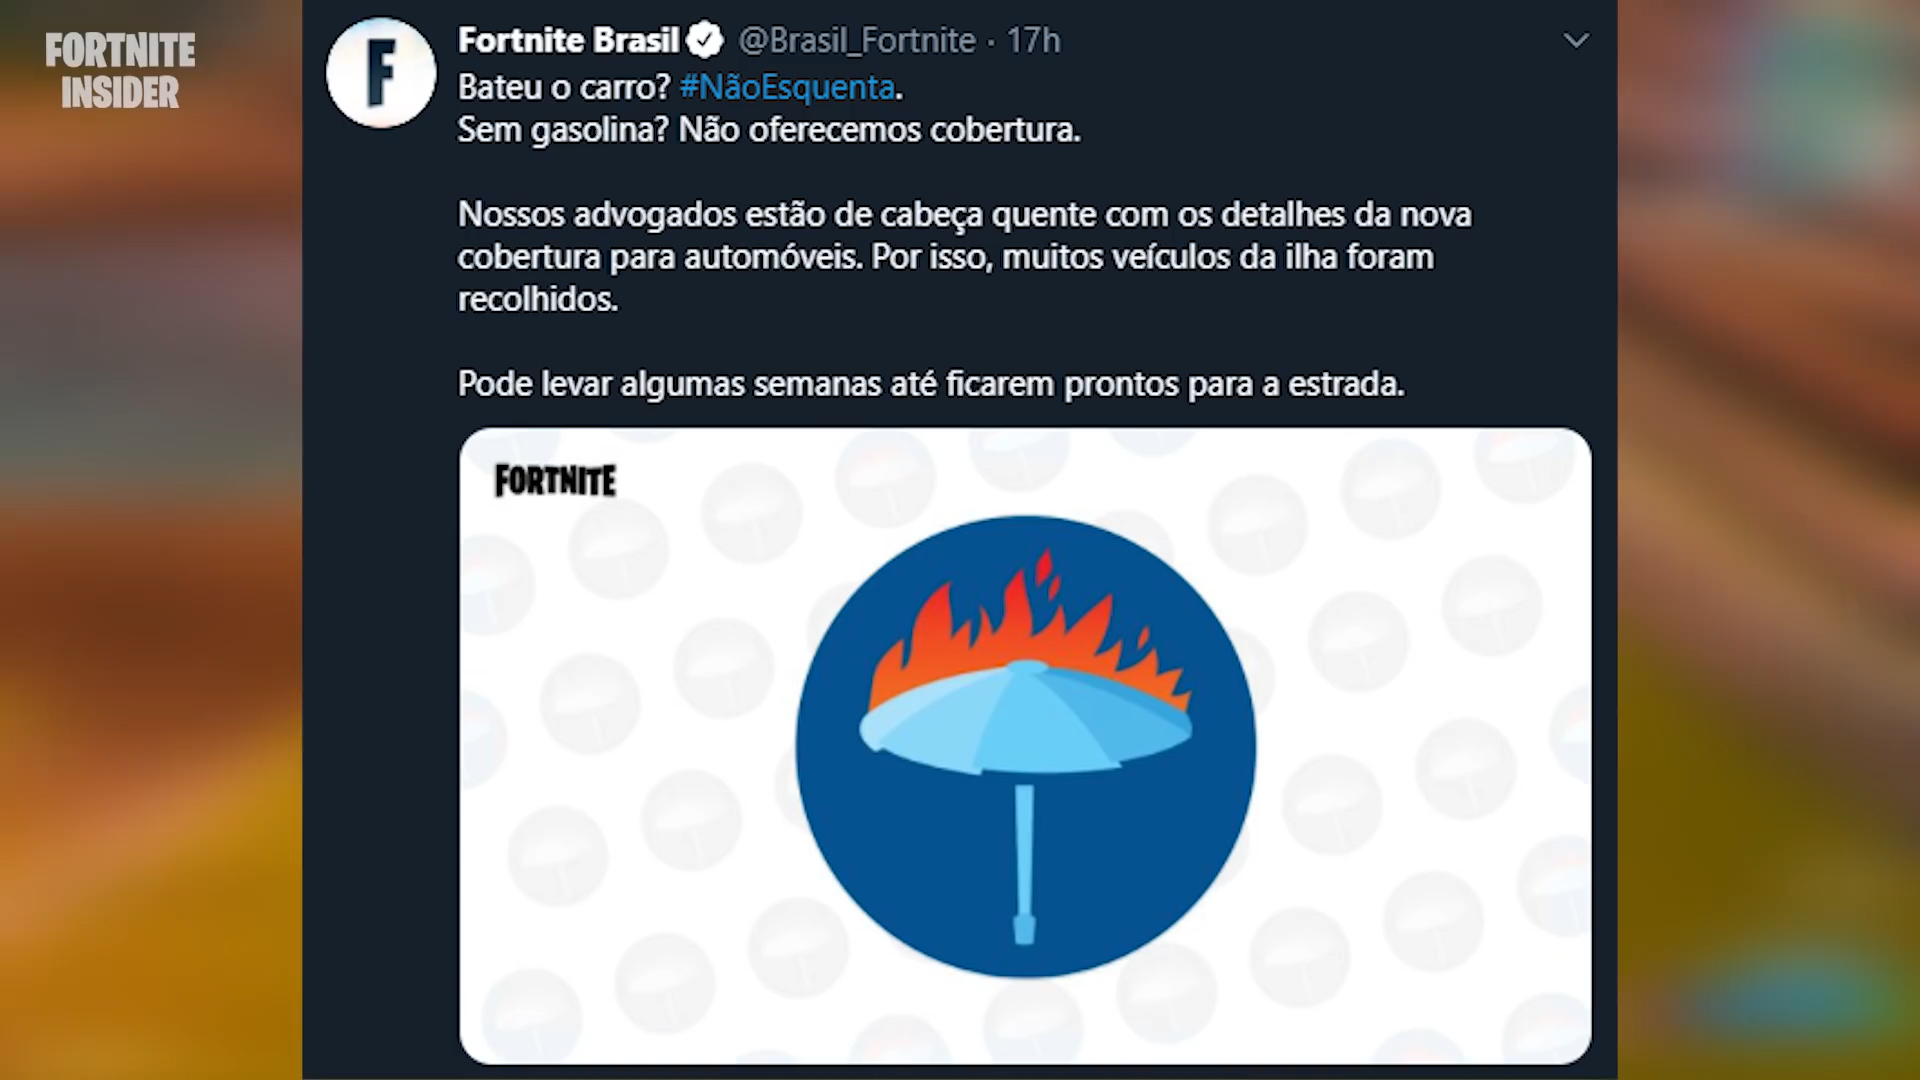 FORTNITE
INSIDER
Fortnite Brasil @Brasil_Fortnite · 17h
Bateu o carro? #NãoEsquenta.
Sem gasolina? Não oferecemos cobertura.
Nossos advogados estão de cabeça quente com os detalhes da nova
cobertura para automóveis. Por isso, muitos veículos da ilha foram
recolhidos.
Pode levar algumas semanas até ficarem prontos para a estrada.
FORTNITE